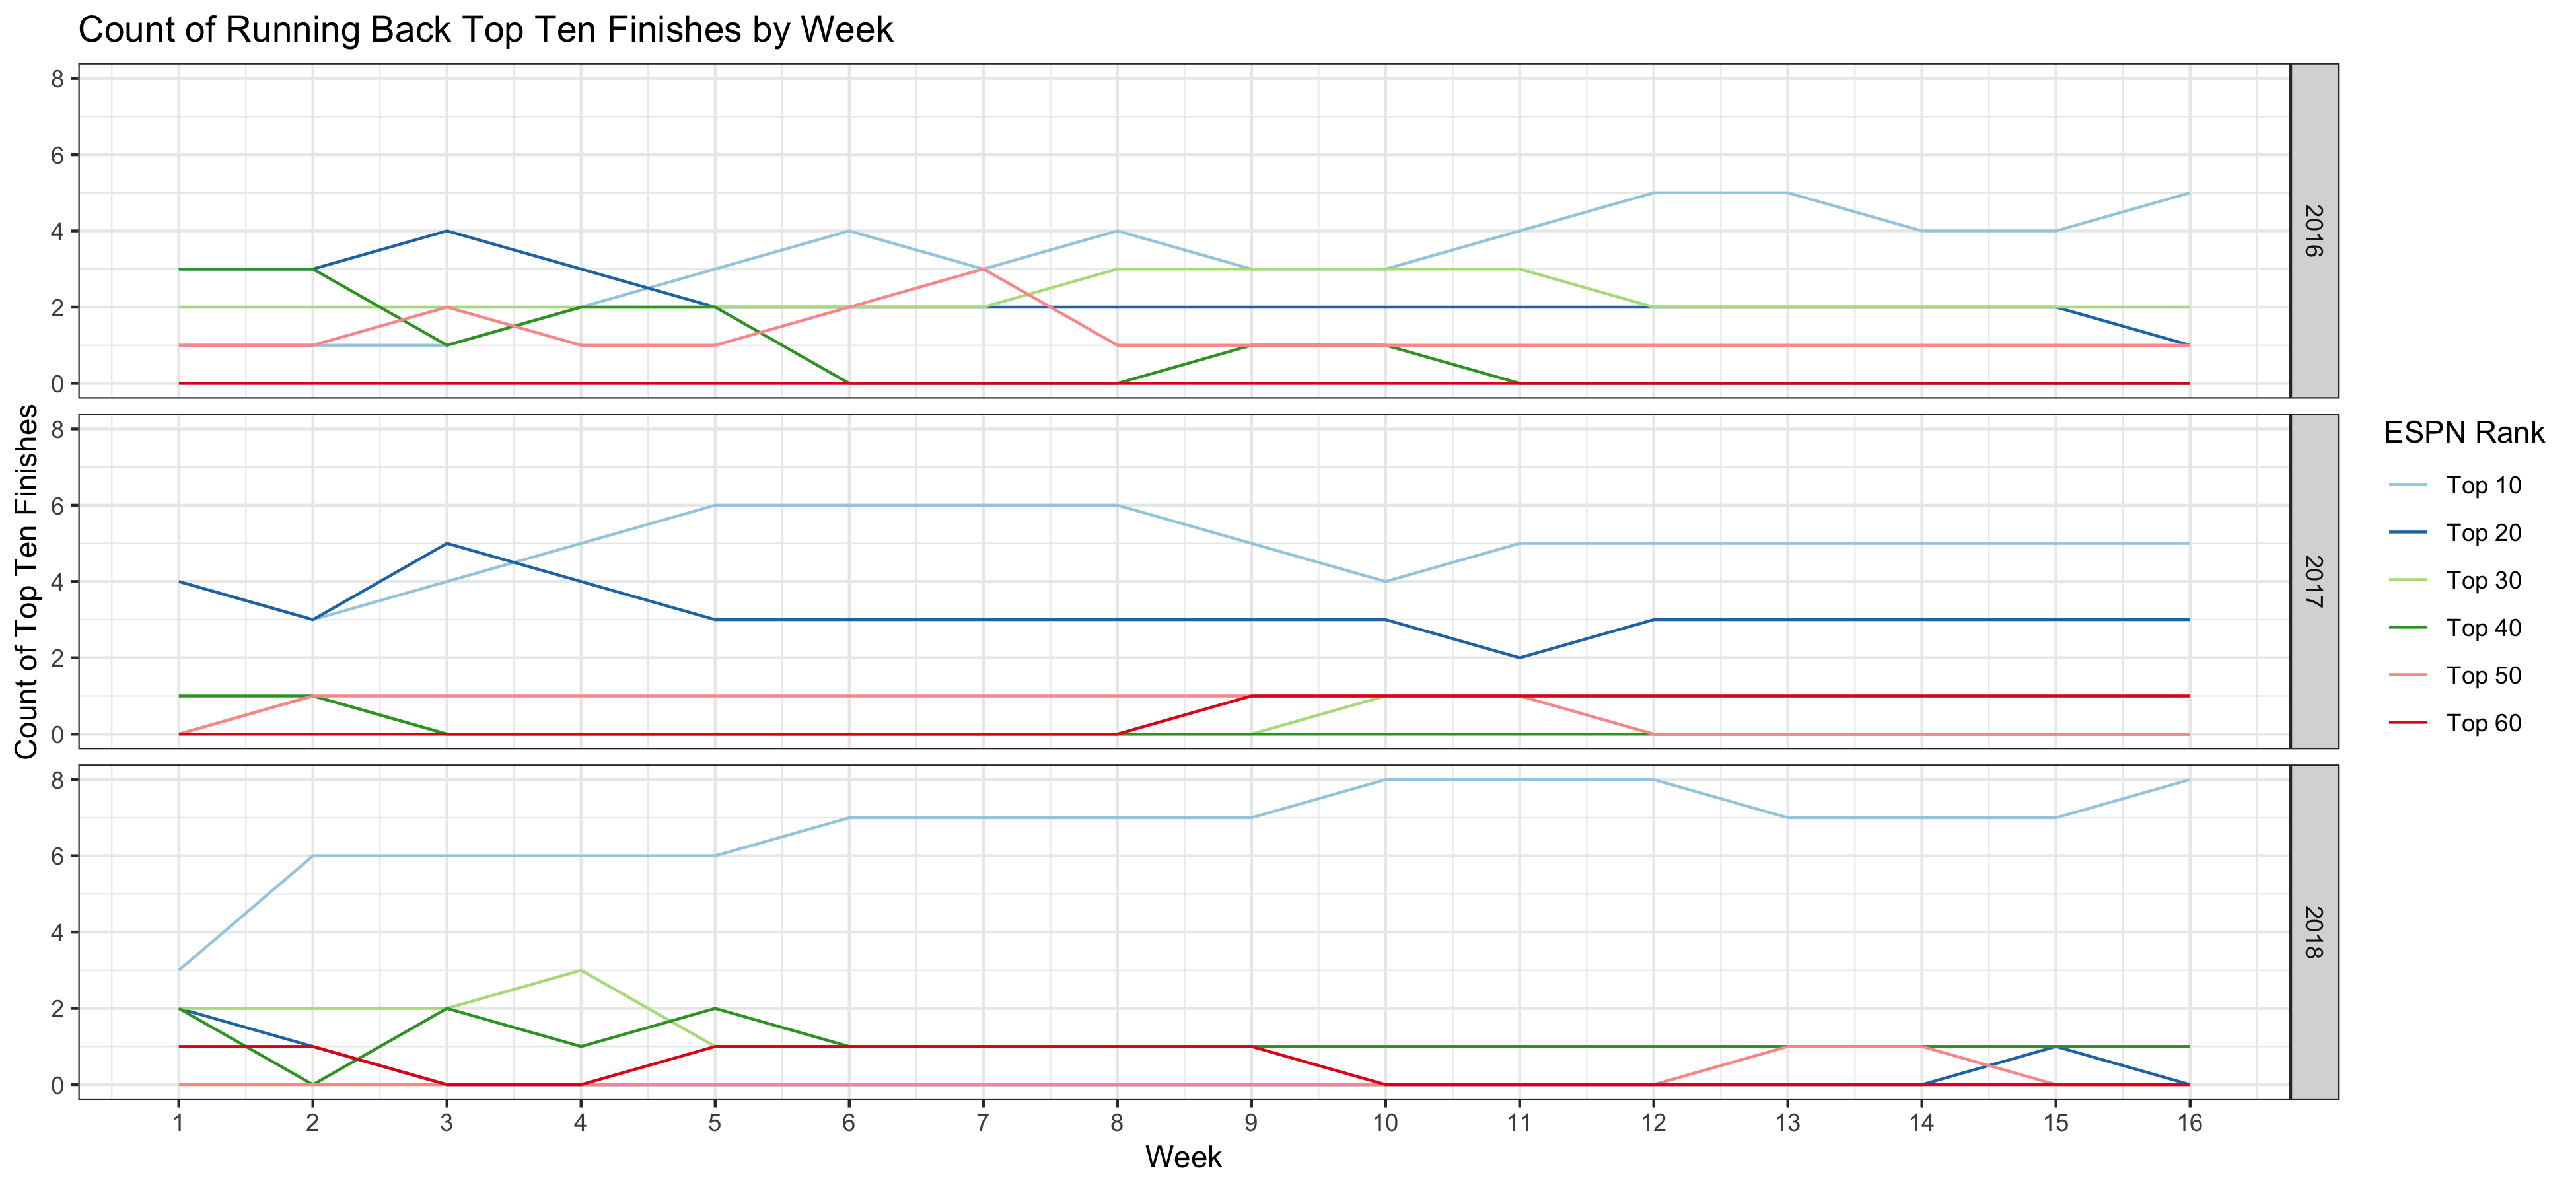 Count of Running Back Top Ten Finishes by Week
Count of Top Ten Finishes
8
6
4
2
0
2016
8
6
4
2
0
2017
8
6
4
2
0
2018
1 2 3 4 5 6 7 8 9 10 11 12 13 14 15 16
Week
ESPN Rank
Top 10
Top 20
Top 30
Top 40
Top 50
Top 60